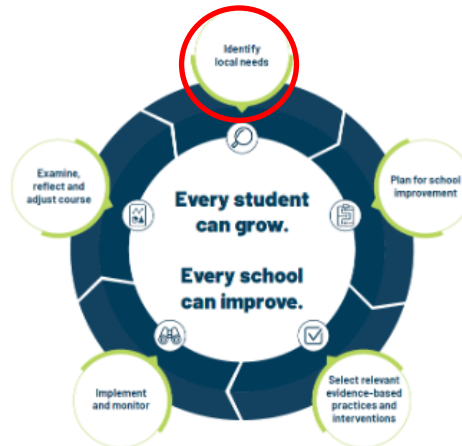 Identify
local needs
Examine,
reflect and
adjust course
Every student
can grow.
Plan for school
improvement
Every school
can improve.
Implement
and monitor
Select relevant
evidence-based
practices and
interventions